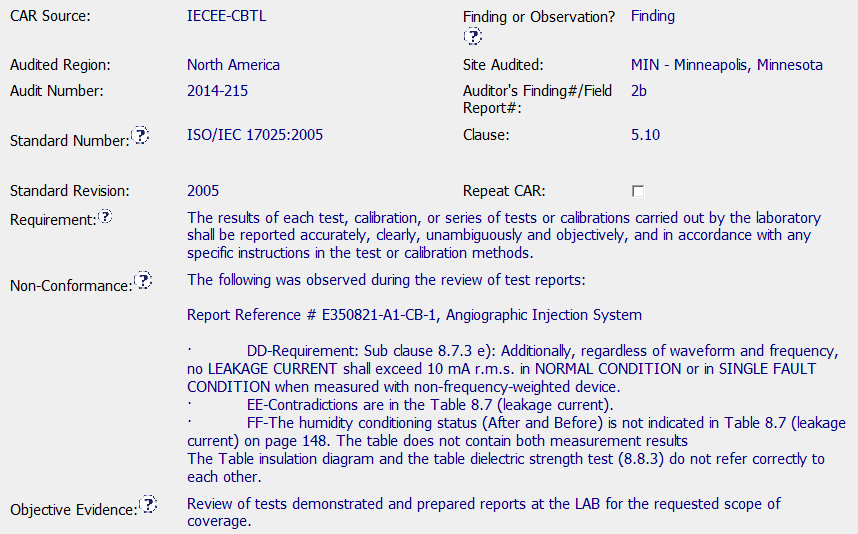 CAR Source: IECEE-CBTL Finding or Observation? Finding
?
Audited Region: North America Site Audited: MIN - Minneapolis, Minnesota
Audit Number: 2014-215 Auditor's Finding#/Field Report#: 2b
Standard Number: ? ISO/IEC 17025:2005 Clause: 5.10
Standard Revision: 2005 Repeat CAR:
Requirement: ? The results of each test, calibration, or series of tests or calibrations carried out by the laboratory
shall be reported accurately, clearly, unambiguously and objectively, and in accordance with any
specific instructions in the test or calibration methods.
Non-Conformance: ? The following was observed during the review of test reports:
Report Reference # E350821-A1-CB-1, Angiographic Injection System
· DD-Requirement: Sub clause 8.7.3 e): Additionally, regardless of waveform and frequency,
no LEAKAGE CURRENT shall exceed 10 mA r.m.s. in NORMAL CONDITION or in SINGLE FAULT
CONDITION when measured with non-frequency-weighted device.
· EE-Contradictions are in the Table 8.7 (leakage current).
· FF-The humidity conditioning status (After and Before) is not indicated in Table 8.7 (leakage
current) on page 148. The table does not contain both measurement results
The Table insulation diagram and the table dielectric strength test (8.8.3) do not refer correctly to
each other.
Objective Evidence: ? Review of tests demonstrated and prepared reports at the LAB for the requested scope of
coverage.